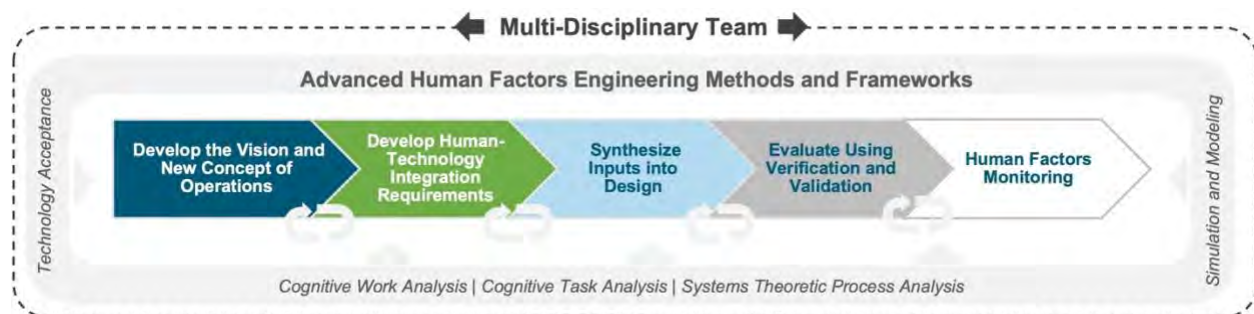 Multi-Disciplinary Team
Advanced Human Factors Engineering Methods and Frameworks
Technology Acceptance
Develop the Vision and
New Concept of
Operations
Develop Human-
Technology
Integration
Requirements
Synthesize
Inputs into
Design
Evaluate Using
Verification and
Validation
Human Factors
Monitoring
Simulation and Modeling
Cognitive Work Analysis | Cognitive Task Analysis | Systems Theoretic Process Analysis